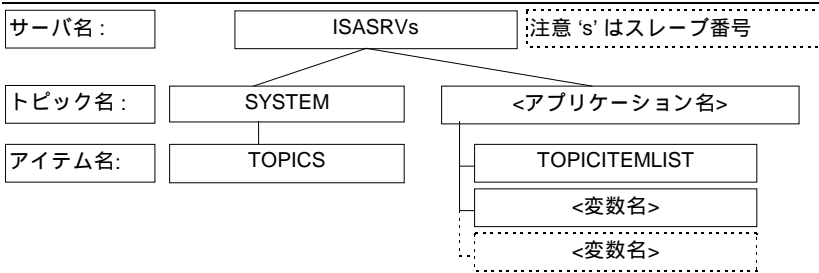 サーバ名 : ISASRVs 注意 ‘s’ はスレーブ番号
トピック名 : SYSTEM <アプリケーション名>
アイテム名: TOPICS TOPICITEMLIST
<変数名>
<変数名>